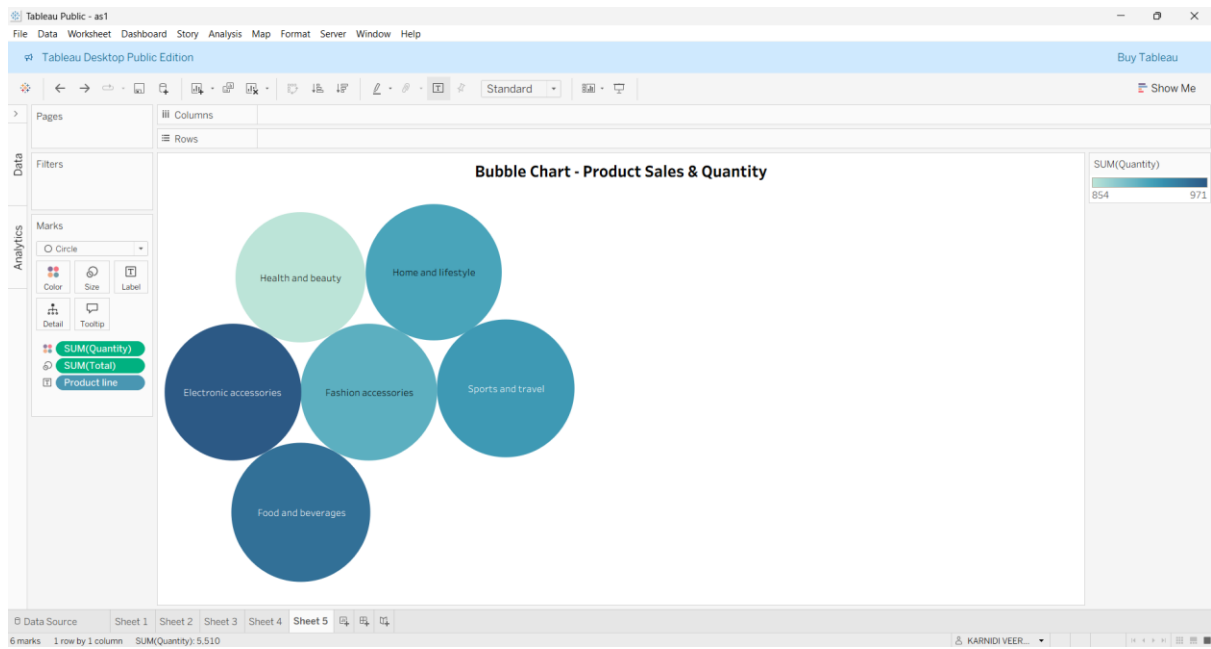 Tableau Public - as1
File Data Worksheet Dashboard Story Analysis Map Format Server Window Help
Tableau Desktop Public Edition Buy Tableau
Standard Show Me
Pages
Columns
Rows
Data
Analytics
Filters
Marks
Circle
Color Size Label
Detail Tooltip
SUM(Quantity)
SUM(Total)
Product line
Bubble Chart - Product Sales & Quantity
Health and beauty
Home and lifestyle
Electronic accessories
Fashion accessories
Sports and travel
Food and beverages
SUM(Quantity)
854 971
Data Source Sheet 1 Sheet 2 Sheet 3 Sheet 4 Sheet 5
6 marks 1 row by 1 column SUM(Quantity): 5,510 KARNIDI VEER...